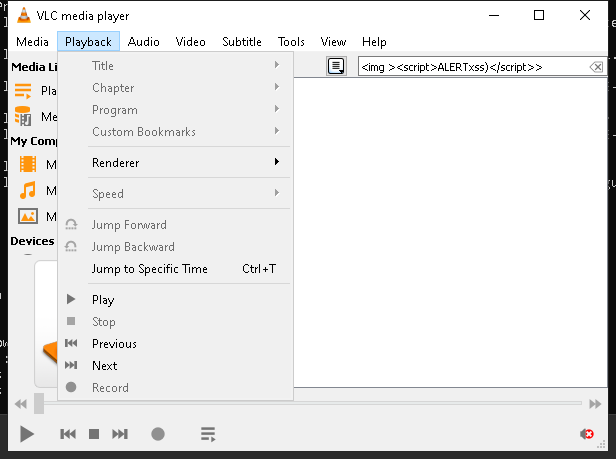 VLC media player
Media Playback Audio Video Subtitle Tools View Help
Media Li
<img ><script>ALERTxss)</script>>
Pla
Me
My Comp
M
M
M
Devices
Title
Chapter
Program
Custom Bookmarks
Renderer
Speed
Jump Forward
Jump Backward
Jump to Specific Time Ctrl+T
Play
Stop
Previous
Next
Record